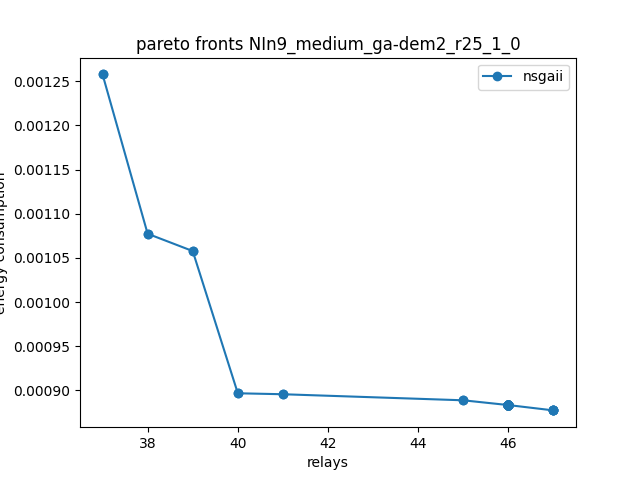 pareto fronts NIn9_medium_ga-dem2_r25_1_0
nsgaii
0.00125
0.00120
0.00115
0.00110
0.00105
0.00100
0.00095
0.00090
energy consumption
38 40 42 44 46
relays